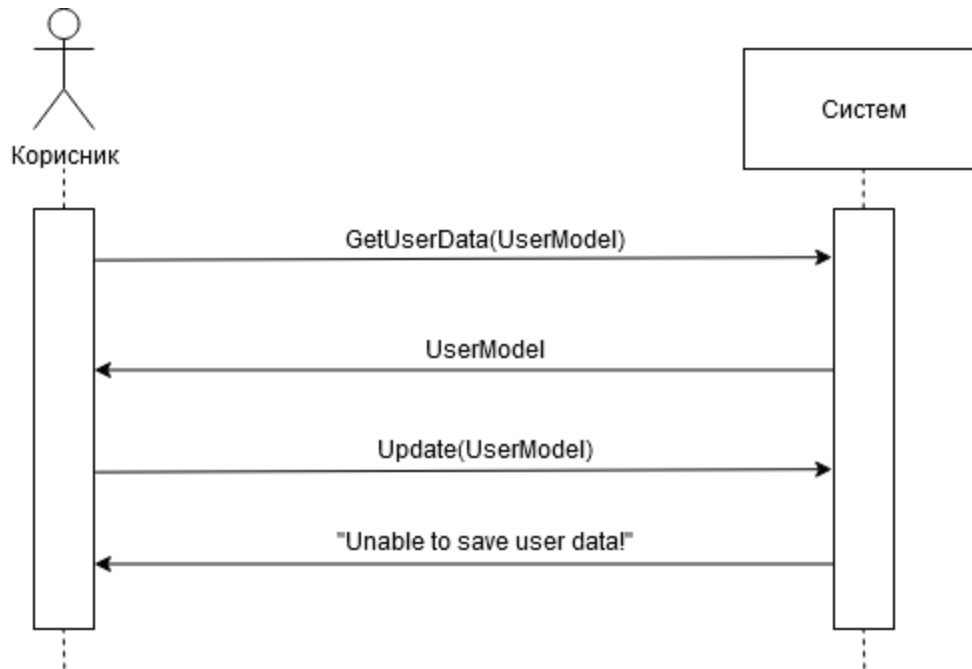 Корисник
Систем
GetUserData(UserModel)
UserModel
Update(UserModel)
"Unable to save user data!"